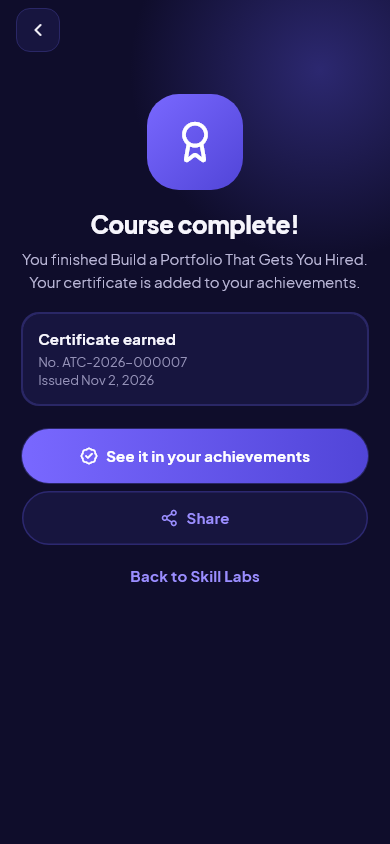 Course complete!
You finished Build a Portfolio That Gets You Hired.
Your certificate is added to your achievements.
Certificate earned
No. ATC-2026-000007
Issued Nov 2, 2026
See it in your achievements
Share
Back to Skill Labs